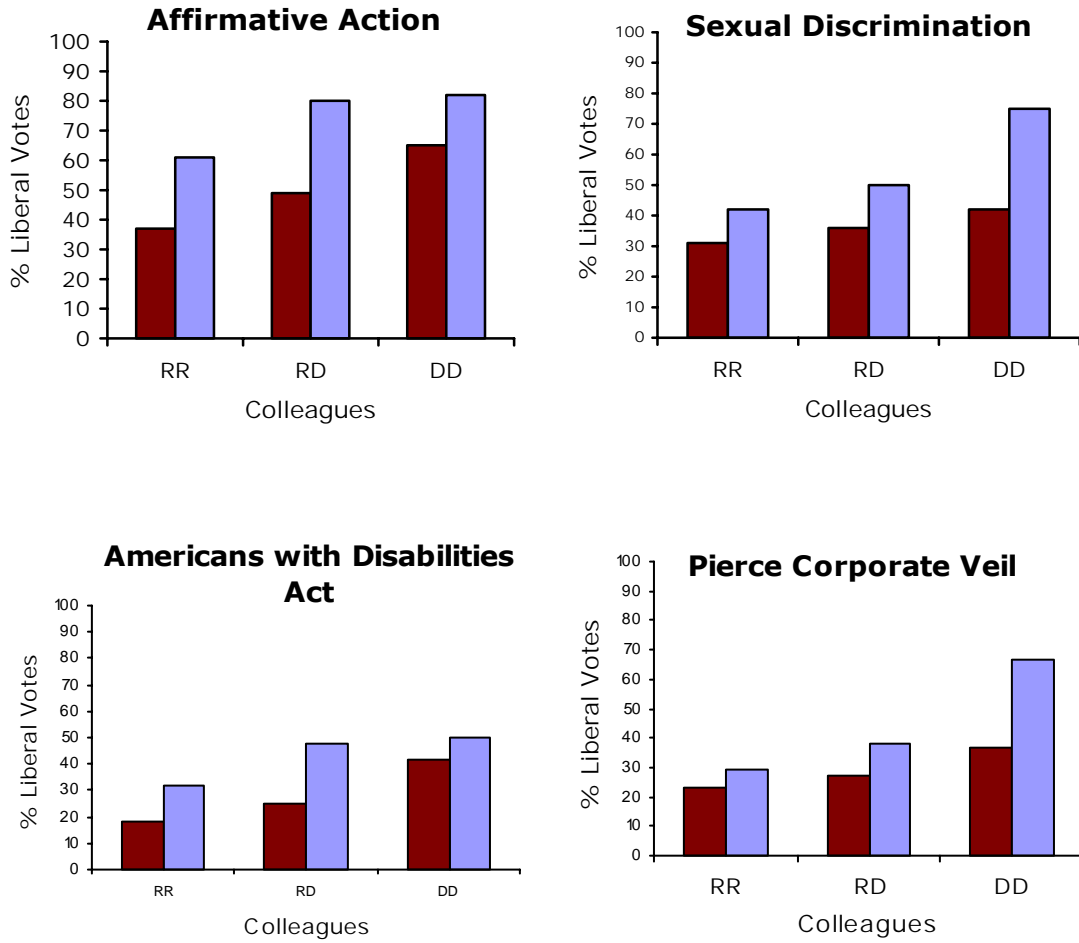 Affirmative Action
100
90
80
70
60
50
40
30
20
10
0
% Liberal Votes
RR RD DD
Colleagues
Sexual Discrimination
100
90
80
70
60
50
40
30
20
10
0
% Liberal Votes
RR RD DD
Colleagues
Americans with Disabilities
Act
100
90
80
70
60
50
40
30
20
10
0
% Liberal Votes
RR RD DD
Colleagues
Pierce Corporate Veil
100
90
80
70
60
50
40
30
20
10
0
% Liberal Votes
RR RD DD
Colleagues